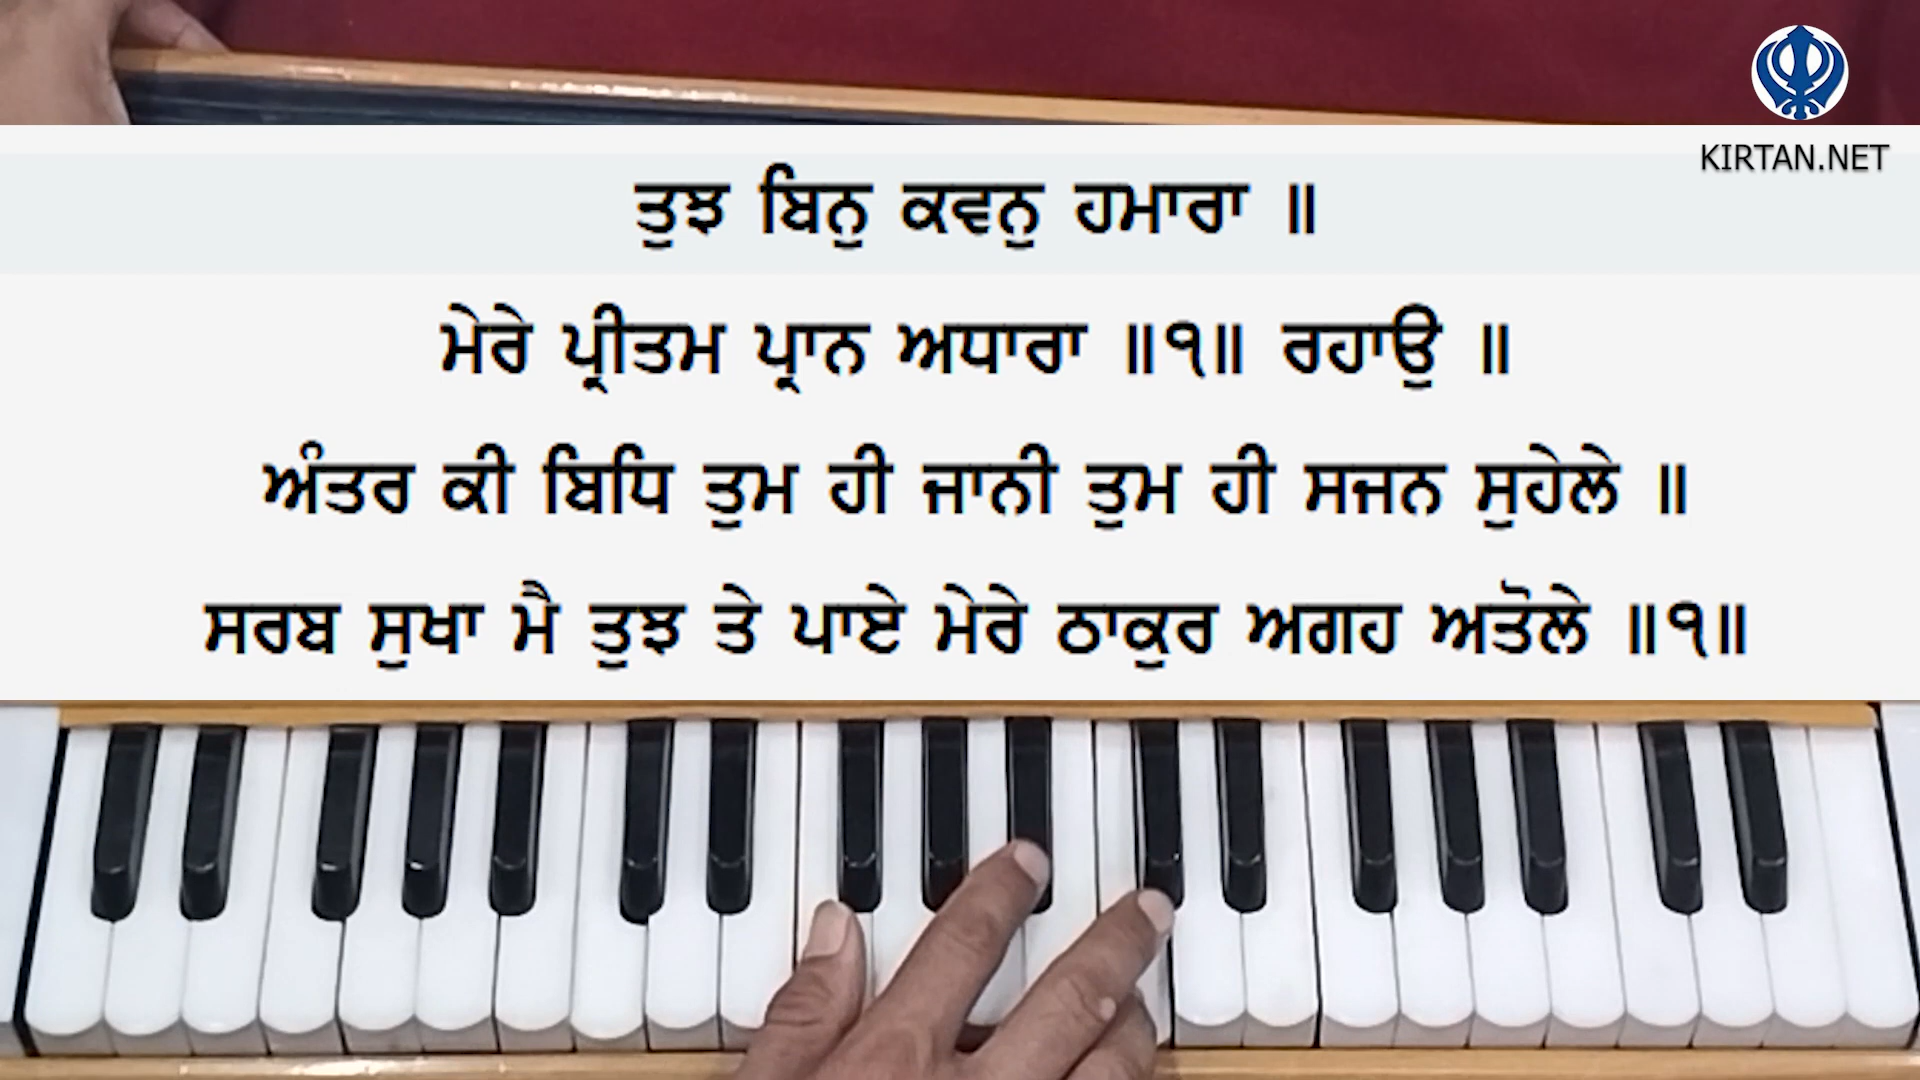 KIRTAN.NET
ਤੁਝ ਬਿਨੁ ਕਵਨੁ ਹਮਾਰਾ ॥
ਮੇਰੇ ਪ੍ਰੀਤਮ ਪ੍ਰਾਨ ਅਧਾਰਾ ॥੧॥ ਰਹਾਉ ॥
ਅੰਤਰ ਕੀ ਬਿਧਿ ਤੁਮ ਹੀ ਜਾਨੀ ਤੁਮ ਹੀ ਸਜਨ ਸੁਹੇਲੇ ॥
ਸਰਬ ਸੁਖਾ ਮੈ ਤੁਝ ਤੇ ਪਾਏ ਮੇਰੇ ਠਾਕੁਰ ਅਗਹ ਅਤੋਲੇ ॥੧॥